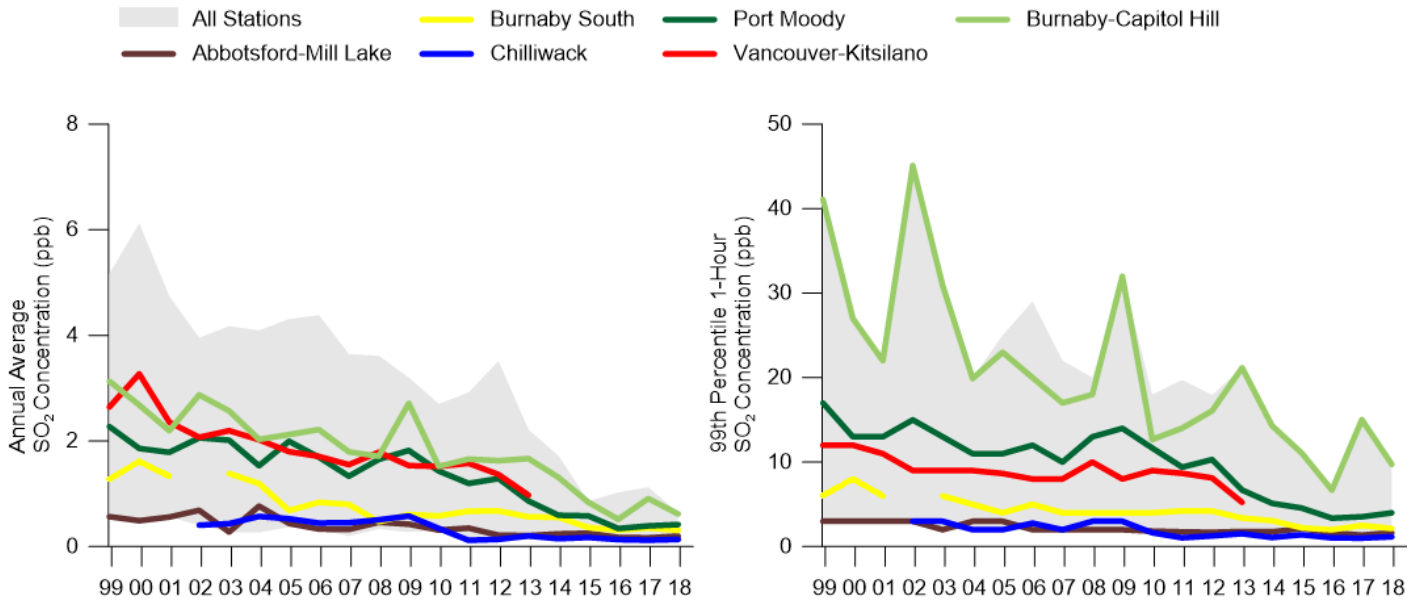 All Stations Burnaby South Port Moody Burnaby-Capitol Hill
Abbotsford-Mill Lake Chilliwack Vancouver-Kitsilano
Annual Average
SO₂ Concentration (ppb)
8
6
4
2
0
99 00 01 02 03 04 05 06 07 08 09 10 11 12 13 14 15 16 17 18
99th Percentile 1-Hour
SO₂ Concentration (ppb)
50
40
30
20
10
0
99 00 01 02 03 04 05 06 07 08 09 10 11 12 13 14 15 16 17 18